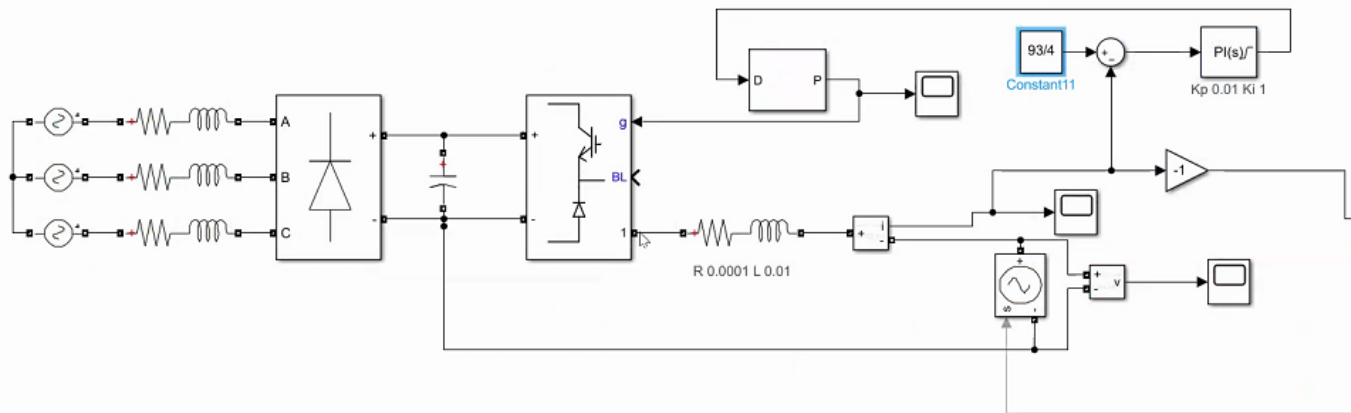 93/4
Constant11
+
-
PI(s)
Kp 0.01 Ki 1
D
P
A
B
C
+
-
+
-
g
BL
1
-1
R 0.0001 L 0.01
+
i
-
+
s
-
+
-
v